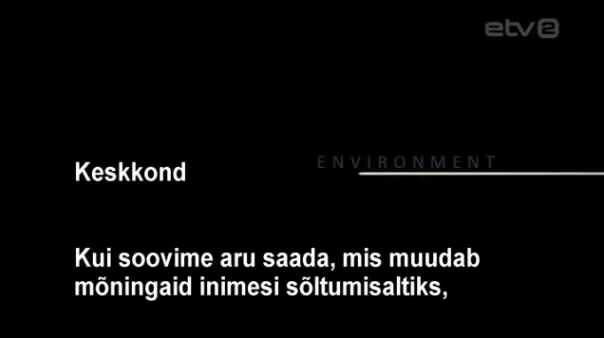 etv2
ENVIRONMENT
Keskkond
Kui soovime aru saada, mis muudab
mõningaid inimesi sõltumisaltiks,